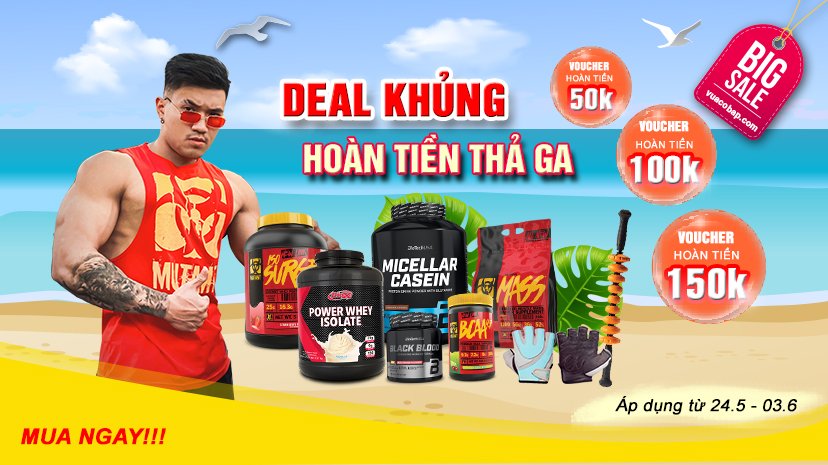 DEAL KHỦNG
HOÀN TIỀN THẢ GA
VOUCHER
HOÀN TIỀN
50k
VOUCHER
HOÀN TIỀN
100k
VOUCHER
HOÀN TIỀN
150k
BIG
SALE
vuacobap.com
ISO
SURGE
POWER WHEY
ISOLATE
BioTechUSA
MICELLAR
CASEIN
BLACK BLOOD
MASS
BCAA
Áp dụng từ 24.5 - 03.6
MUA NGAY!!!